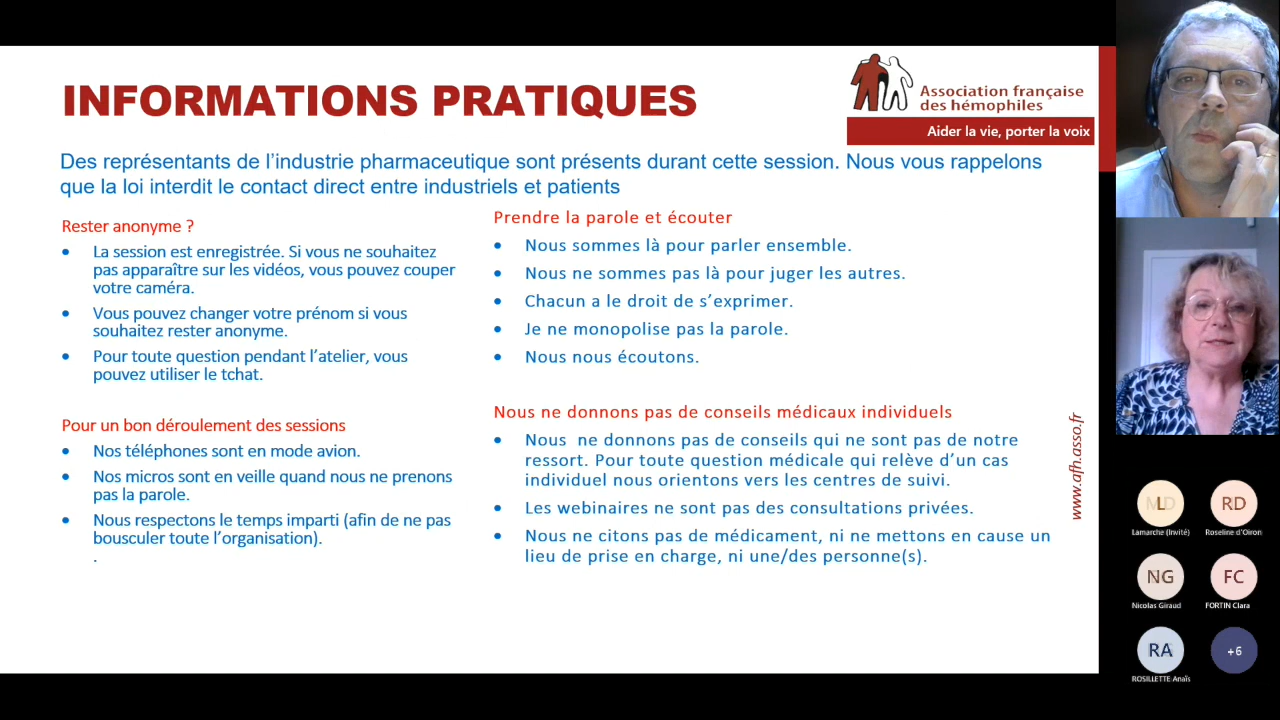 INFORMATIONS PRATIQUES
Association française
des hémophiles
Aider la vie, porter la voix
Des représentants de l'industrie pharmaceutique sont présents durant cette session. Nous vous rappelons
que la loi interdit le contact direct entre industriels et patients
Rester anonyme ?
• La session est enregistrée. Si vous ne souhaitez
pas apparaître sur les vidéos, vous pouvez couper
votre caméra.
• Vous pouvez changer votre prénom si vous
souhaitez rester anonyme.
• Pour toute question pendant l'atelier, vous
pouvez utiliser le tchat.
Pour un bon déroulement des sessions
• Nos téléphones sont en mode avion.
• Nos micros sont en veille quand nous ne prenons
pas la parole.
• Nous respectons le temps imparti (afin de ne pas
bousculer toute l'organisation).
.
Prendre la parole et écouter
• Nous sommes là pour parler ensemble.
• Nous ne sommes pas là pour juger les autres.
• Chacun a le droit de s'exprimer.
• Je ne monopolise pas la parole.
• Nous nous écoutons.
Nous ne donnons pas de conseils médicaux individuels
• Nous ne donnons pas de conseils qui ne sont pas de notre
ressort. Pour toute question médicale qui relève d'un cas
individuel nous orientons vers les centres de suivi.
• Les webinaires ne sont pas des consultations privées.
• Nous ne citons pas de médicament, ni ne mettons en cause un
lieu de prise en charge, ni une/des personne(s).
www.afh.asso.fr
L
RD
Lamarche (Invité)
Roseline d'Oiron
NG
FC
Nicolas Giraud
FORTIN Clara
RA
+6
ROSILLETTE Anaïs